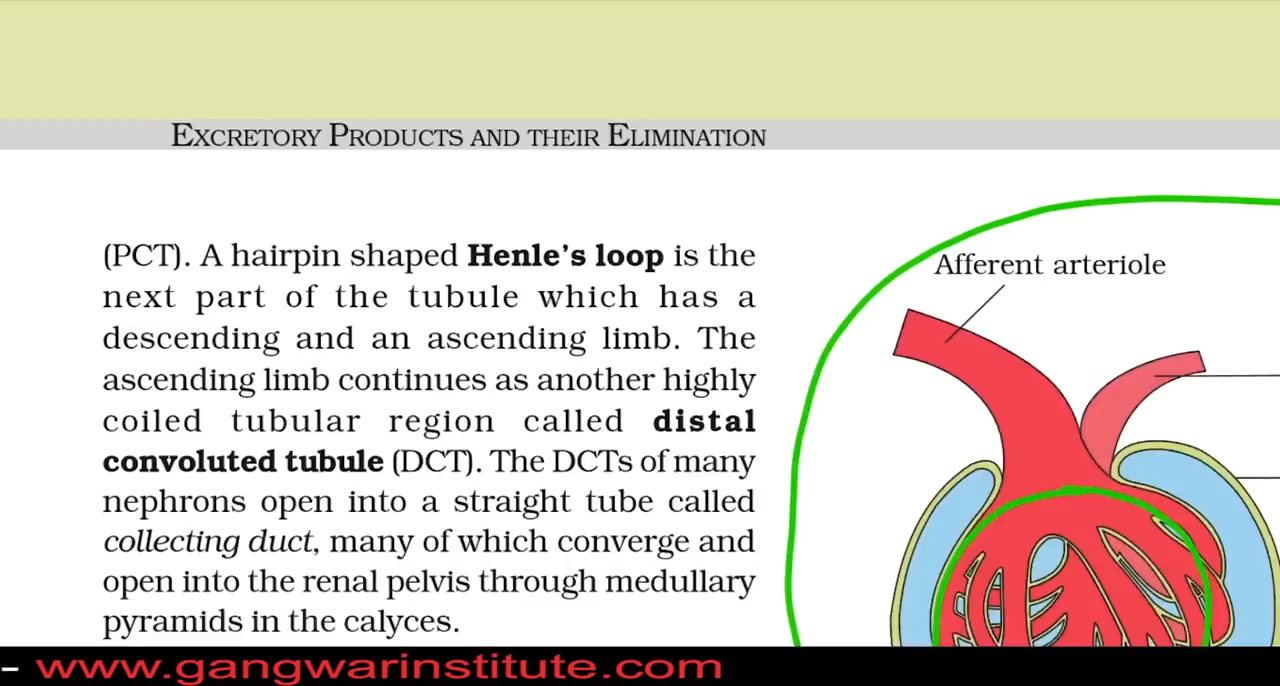 EXCRETORY PRODUCTS AND THEIR ELIMINATION
(PCT). A hairpin shaped Henle's loop is the
next part of the tubule which has a
descending and an ascending limb. The
ascending limb continues as another highly
coiled tubular region called distal
convoluted tubule (DCT). The DCTs of many
nephrons open into a straight tube called
collecting duct, many of which converge and
open into the renal pelvis through medullary
pyramids in the calyces.
Afferent arteriole
- www.gangwarinstitute.com